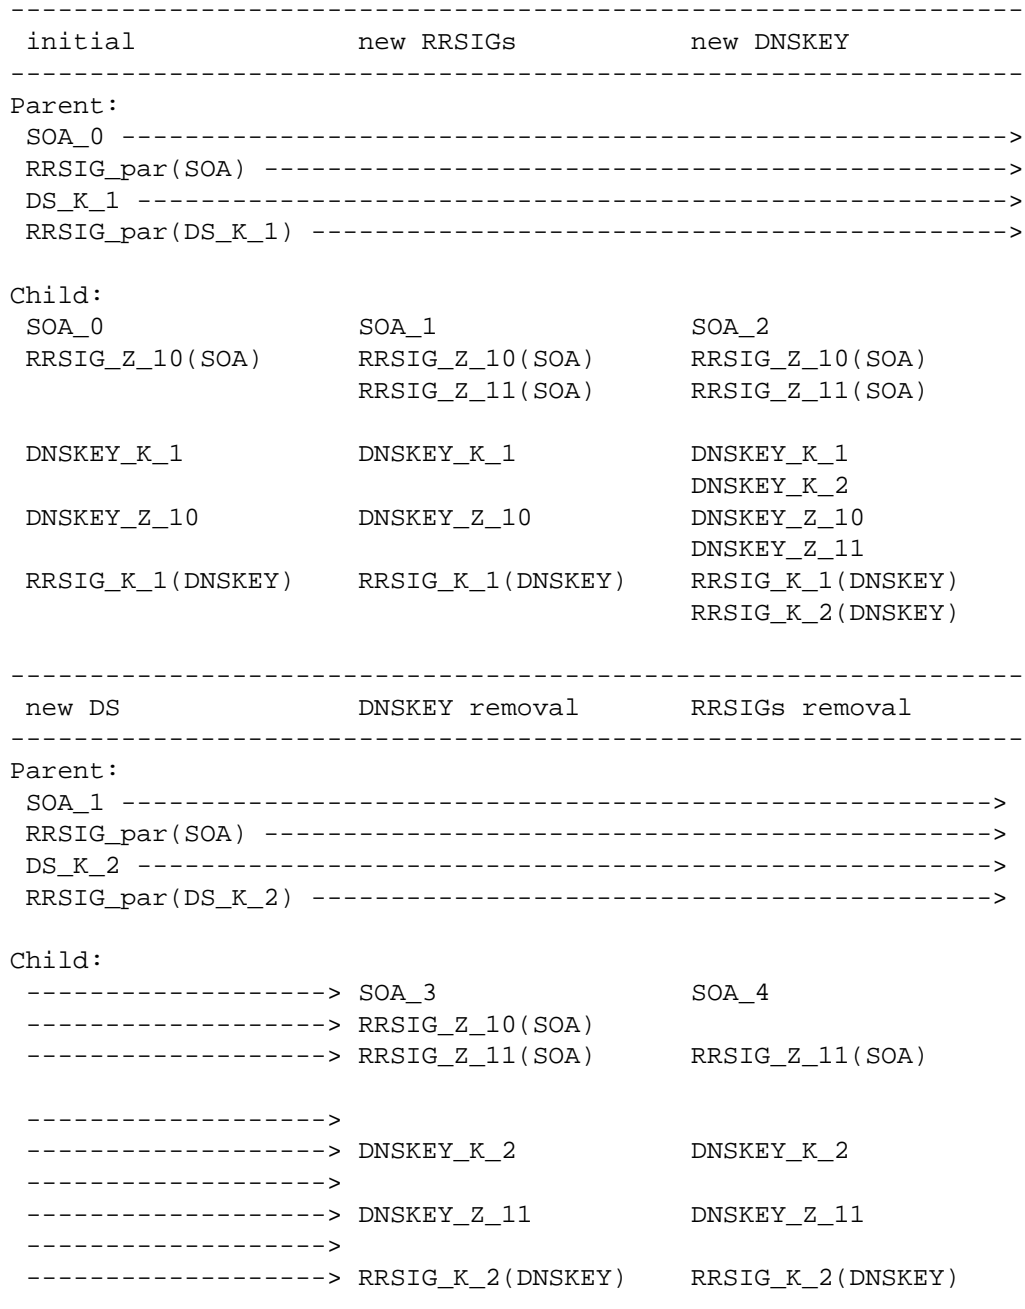 ----------------------------------------------------------------
 initial              new RRSIGs           new DNSKEY
----------------------------------------------------------------
Parent:
 SOA_0 -------------------------------------------------------->
 RRSIG_par(SOA) ----------------------------------------------->
 DS_K_1 ------------------------------------------------------->
 RRSIG_par(DS_K_1) -------------------------------------------->

Child:
 SOA_0                SOA_1                SOA_2
 RRSIG_Z_10(SOA)      RRSIG_Z_10(SOA)      RRSIG_Z_10(SOA)
                      RRSIG_Z_11(SOA)      RRSIG_Z_11(SOA)

 DNSKEY_K_1           DNSKEY_K_1           DNSKEY_K_1
                                           DNSKEY_K_2
 DNSKEY_Z_10          DNSKEY_Z_10          DNSKEY_Z_10
                                           DNSKEY_Z_11
 RRSIG_K_1(DNSKEY)    RRSIG_K_1(DNSKEY)    RRSIG_K_1(DNSKEY)
                                           RRSIG_K_2(DNSKEY)

----------------------------------------------------------------
 new DS               DNSKEY removal       RRSIGs removal
----------------------------------------------------------------
Parent:
 SOA_1 ------------------------------------------------------->
 RRSIG_par(SOA) ---------------------------------------------->
 DS_K_2 ------------------------------------------------------>
 RRSIG_par(DS_K_2) ------------------------------------------->

Child:
 -------------------> SOA_3                SOA_4
 -------------------> RRSIG_Z_10(SOA)
 -------------------> RRSIG_Z_11(SOA)      RRSIG_Z_11(SOA)

 ------------------->
 -------------------> DNSKEY_K_2           DNSKEY_K_2
 ------------------->
 -------------------> DNSKEY_Z_11          DNSKEY_Z_11
 ------------------->
 -------------------> RRSIG_K_2(DNSKEY)    RRSIG_K_2(DNSKEY)